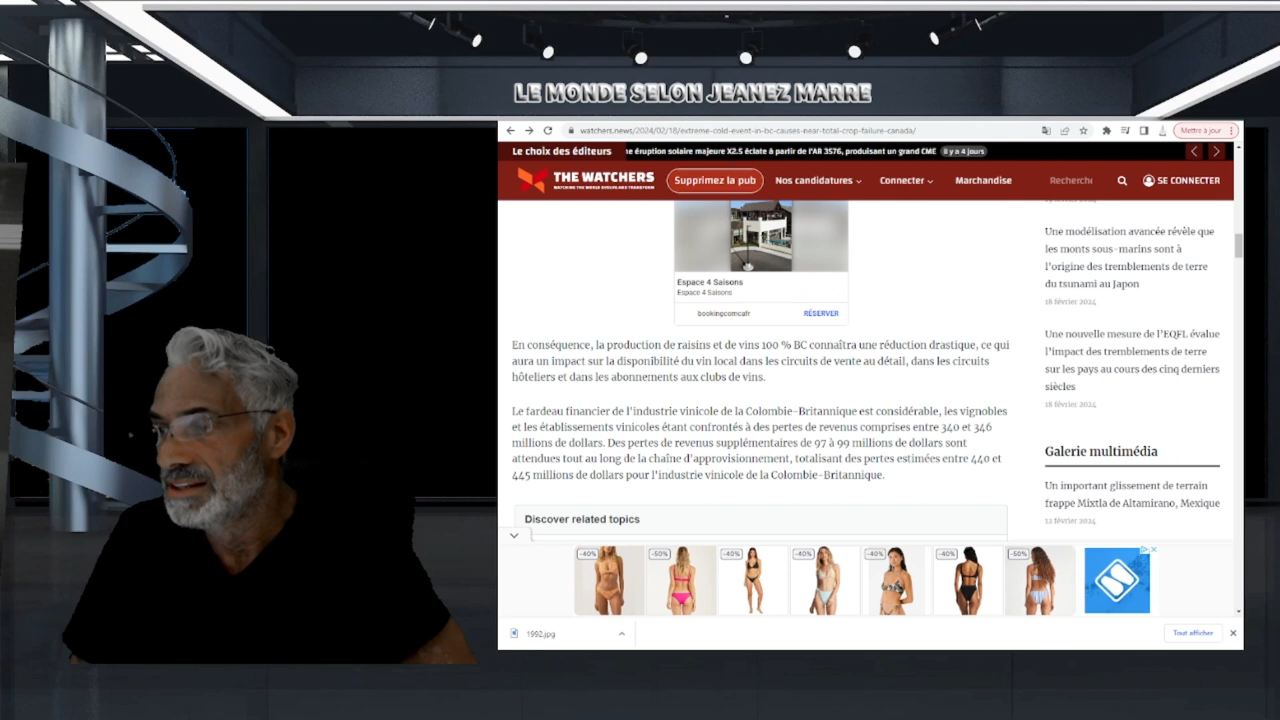 LE MONDE SELON JEANEZ MARRE
watchers.news/2024/02/18/extreme-cold-event-in-bc-causes-near-total-crop-failure-canada/
Mettre à jour
Le choix des éditeurs
ne éruption solaire majeure X2.5 éclate à partir de l'AR 3576, produisant un grand CME
Il y a 4 jours
THE WATCHERS
WATCHING THE WORLD EVOLVE AND TRANSFORM
Supprimez la pub
Nos candidatures
Connecter
Marchandise
Recherche
SE CONNECTER
Espace 4 Saisons
Espace 4 Saisons
bookingcomcafr
RÉSERVER
En conséquence, la production de raisins et de vins 100 % BC connaîtra une réduction drastique, ce qui
aura un impact sur la disponibilité du vin local dans les circuits de vente au détail, dans les circuits
hôteliers et dans les abonnements aux clubs de vins.
Le fardeau financier de l'industrie vinicole de la Colombie-Britannique est considérable, les vignobles
et les établissements vinicoles étant confrontés à des pertes de revenus comprises entre 340 et 346
millions de dollars. Des pertes de revenus supplémentaires de 97 à 99 millions de dollars sont
attendues tout au long de la chaîne d'approvisionnement, totalisant des pertes estimées entre 440 et
445 millions de dollars pour l'industrie vinicole de la Colombie-Britannique.
Discover related topics
Une modélisation avancée révèle que
les monts sous-marins sont à
l'origine des tremblements de terre
du tsunami au Japon
18 février 2024
Une nouvelle mesure de l'EQFL évalue
l'impact des tremblements de terre
sur les pays au cours des cinq derniers
siècles
18 février 2024
Galerie multimédia
Un important glissement de terrain
frappe Mixtla de Altamirano, Mexique
12 février 2024
-40%
-50%
-40%
-40%
-40%
-40%
-50%
1992.jpg
Tout afficher